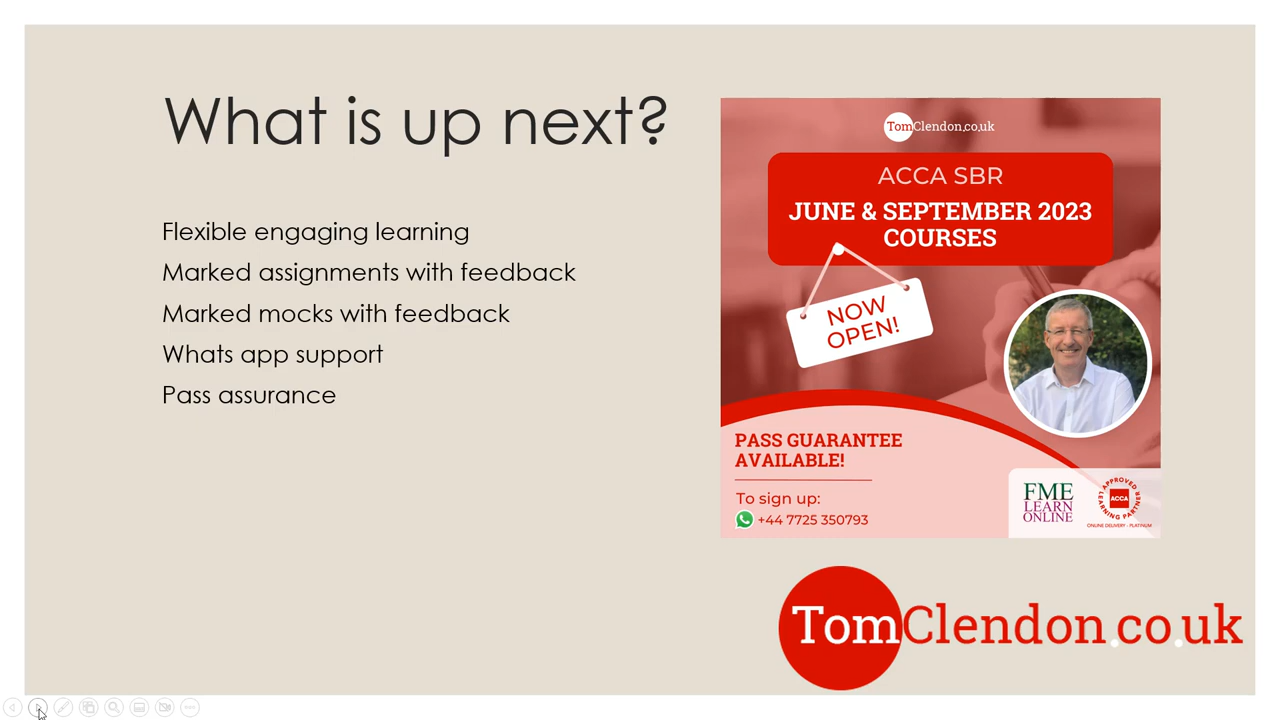 What is up next?
Flexible engaging learning
Marked assignments with feedback
Marked mocks with feedback
Whats app support
Pass assurance
TomClendon.co.uk
ACCA SBR
JUNE & SEPTEMBER 2023
COURSES
NOW
OPEN!
PASS GUARANTEE
AVAILABLE!
To sign up:
+44 7725 350793
FME
LEARN
ONLINE
APPROVED
ACCA
LEARNING PARTNER
ONLINE DELIVERY - PLATINUM
TomClendon.co.uk